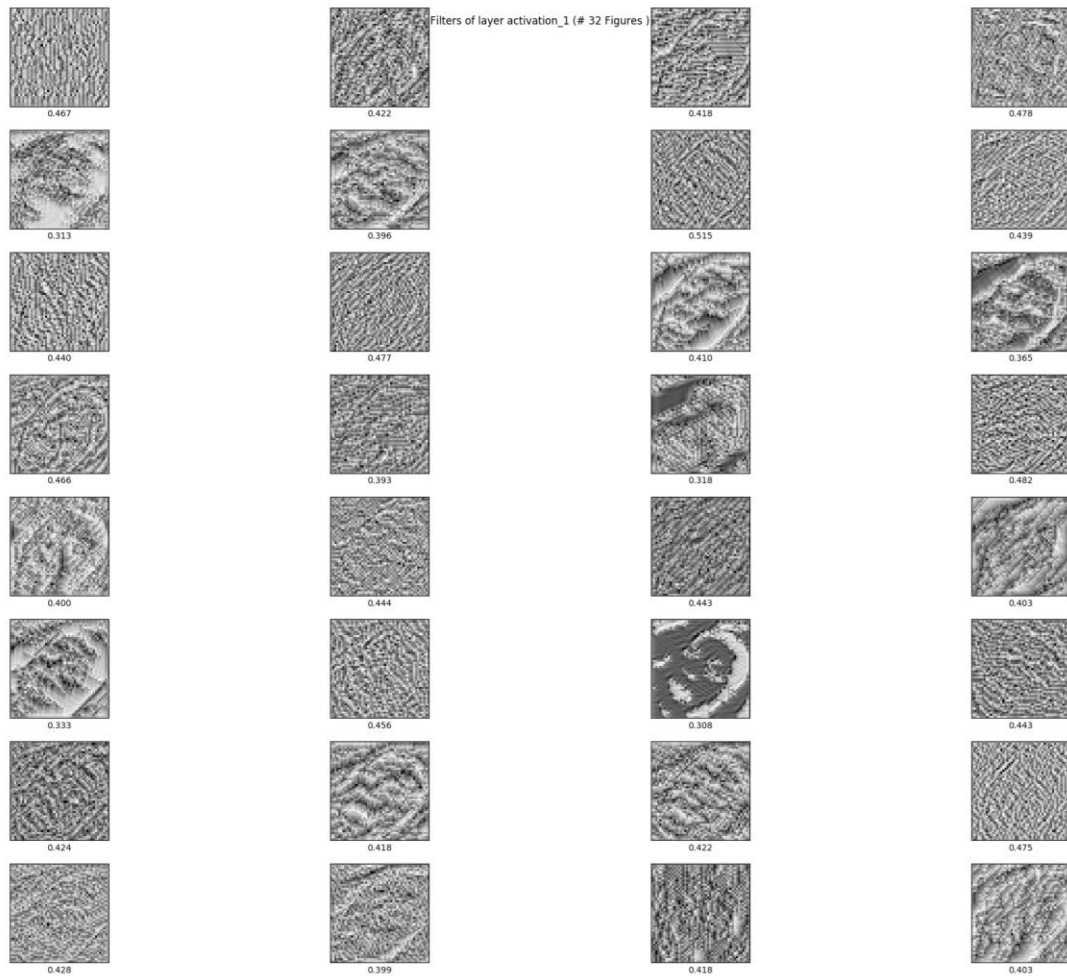 Filters of layer activation_1 (# 32 Figures )
0.467 0.422 0.418 0.478
0.313 0.396 0.515 0.439
0.440 0.477 0.410 0.365
0.466 0.393 0.318 0.482
0.400 0.444 0.443 0.403
0.333 0.456 0.308 0.443
0.424 0.418 0.422 0.475
0.428 0.399 0.418 0.403